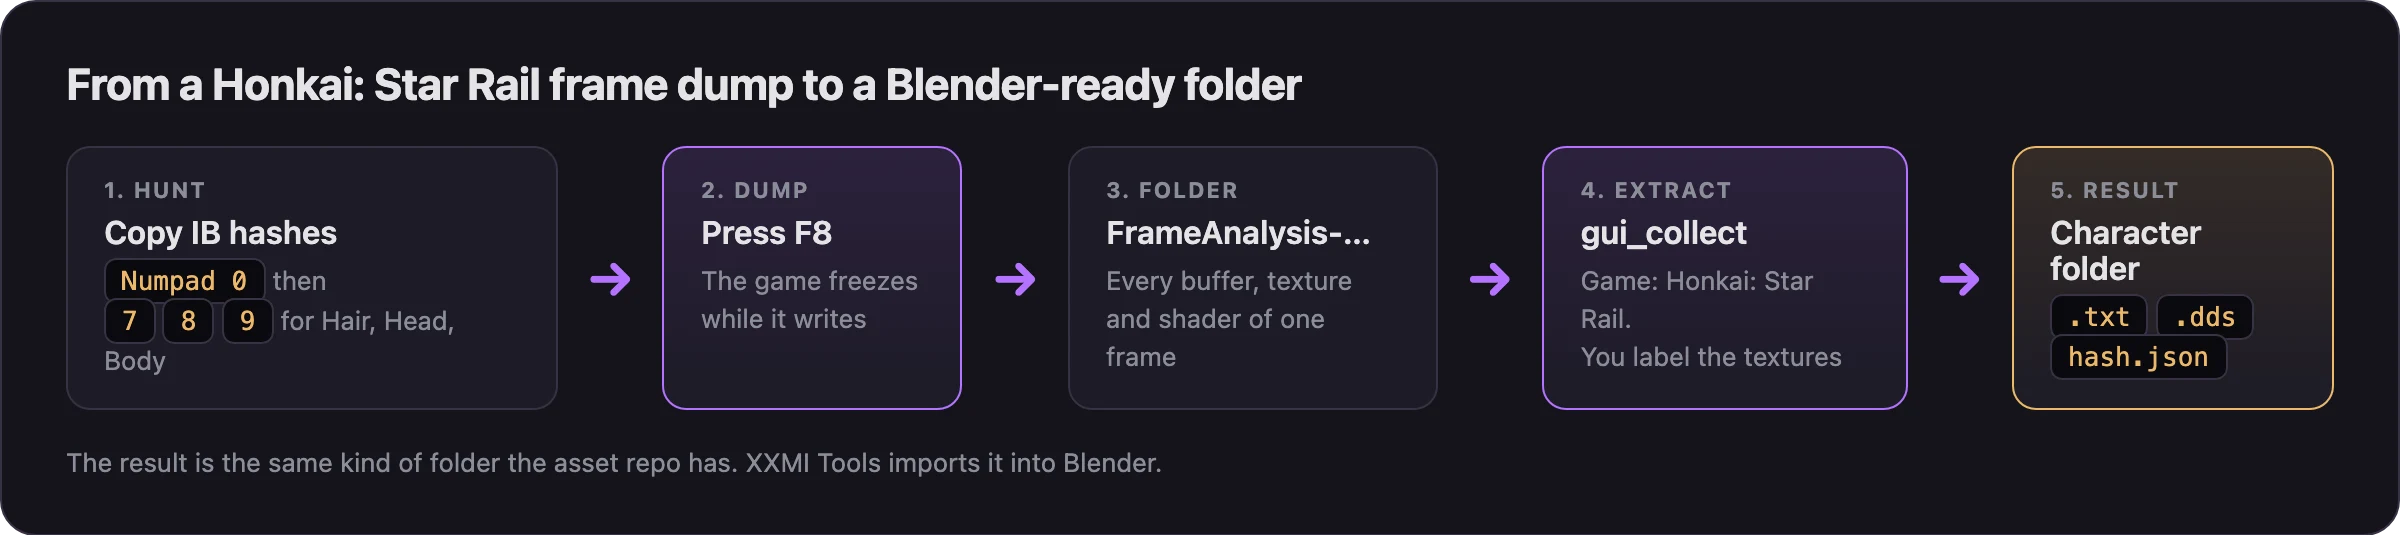 From a Honkai: Star Rail frame dump to a Blender-ready folder
1. HUNT
Copy IB hashes
Numpad 0 then
7 8 9 for Hair, Head,
Body
2. DUMP
Press F8
The game freezes
while it writes
3. FOLDER
FrameAnalysis-...
Every buffer, texture
and shader of one
frame
4. EXTRACT
gui_collect
Game: Honkai: Star
Rail.
You label the textures
5. RESULT
Character
folder
.txt .dds
hash.json
The result is the same kind of folder the asset repo has. XXMI Tools imports it into Blender.